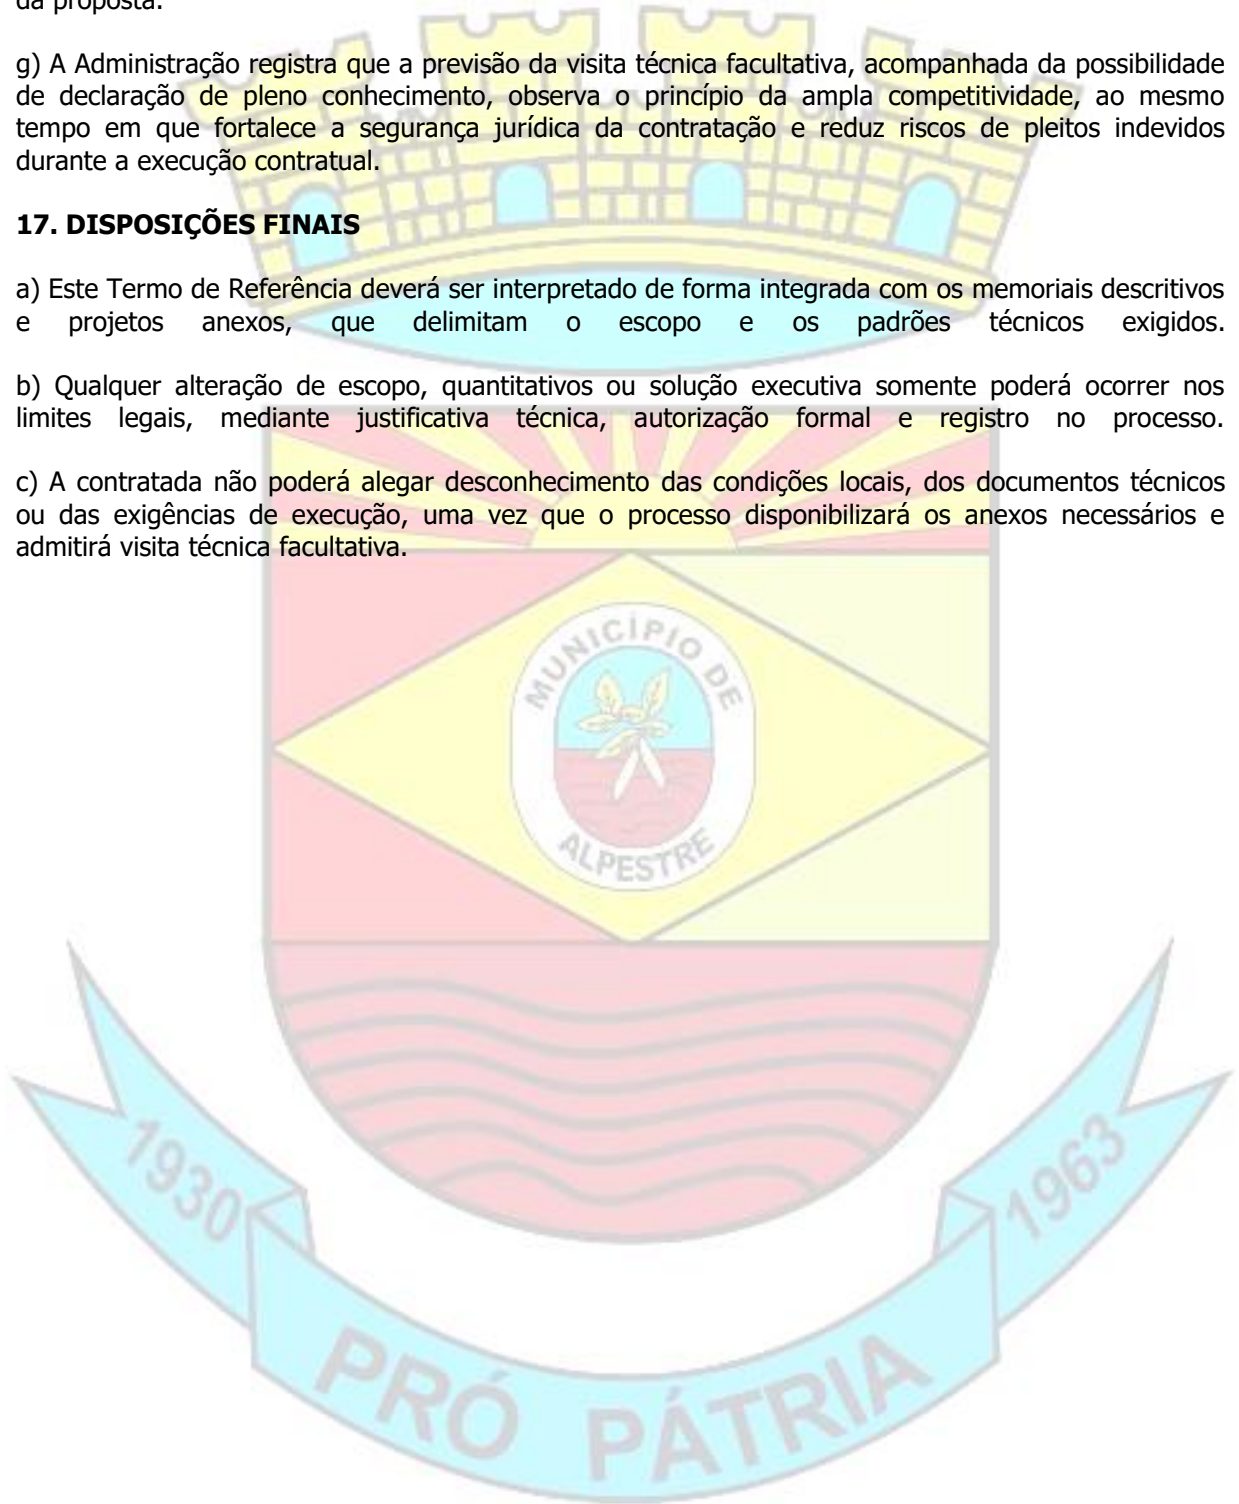 da proposta.
g) A Administração registra que a previsão da visita técnica facultativa, acompanhada da possibilidade
de declaração de pleno conhecimento, observa o princípio da ampla competitividade, ao mesmo
tempo em que fortalece a segurança jurídica da contratação e reduz riscos de pleitos indevidos
durante a execução contratual.
17. DISPOSIÇÕES FINAIS
a) Este Termo de Referência deverá ser interpretado de forma integrada com os memoriais descritivos
e projetos anexos, que delimitam o escopo e os padrões técnicos exigidos.
b) Qualquer alteração de escopo, quantitativos ou solução executiva somente poderá ocorrer nos
limites legais, mediante justificativa técnica, autorização formal e registro no processo.
c) A contratada não poderá alegar desconhecimento das condições locais, dos documentos técnicos
ou das exigências de execução, uma vez que o processo disponibilizará os anexos necessários e
admitirá visita técnica facultativa.
MUNICÍPIO DE
ALPESTRE
1930
PRÓ PÁTRIA
1963